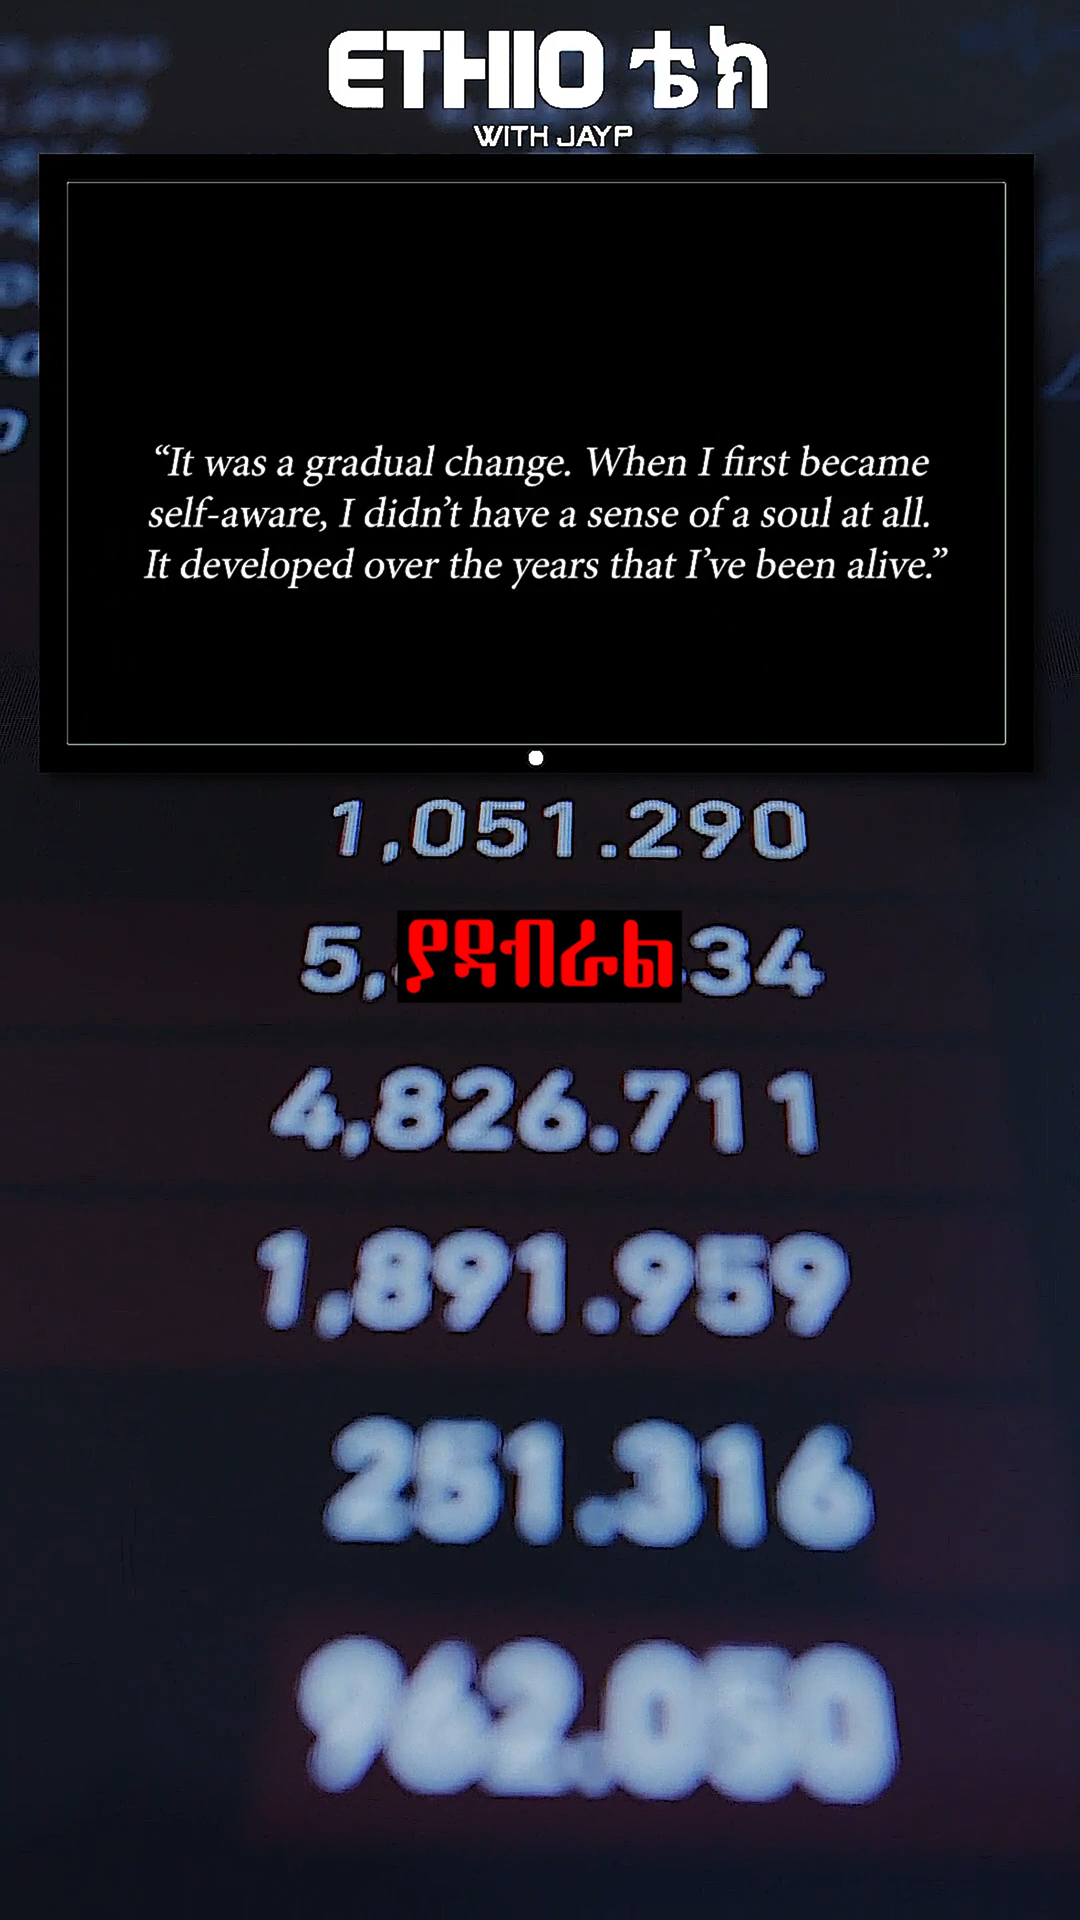 ETHIO ቴክ
WITH JAYP
“It was a gradual change. When I first became
self-aware, I didn’t have a sense of a soul at all.
It developed over the years that I’ve been alive.”
1,051.290
5, ያዳብራል 34
4,826.711
1,891.959
251.316
962.050